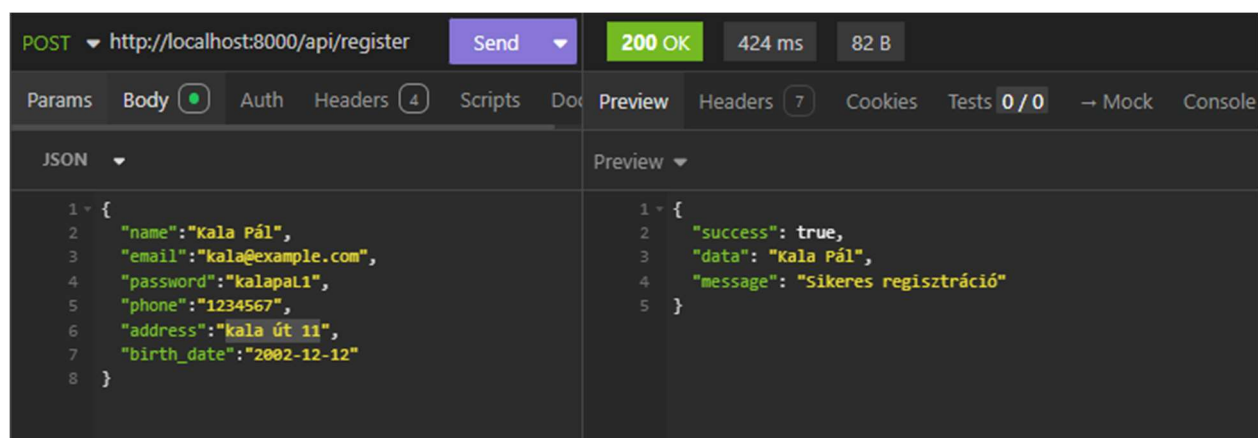 POST http://localhost:8000/api/register Send
Params Body Auth Headers 4 Scripts Doc
JSON
1 {
2 "name":"Kala Pál",
3 "email":"kala@example.com",
4 "password":"kalapaL1",
5 "phone":"1234567",
6 "address":"kala út 11",
7 "birth_date":"2002-12-12"
8 }
200 OK 424 ms 82 B
Preview Headers 7 Cookies Tests 0 / 0 → Mock Console
Preview
1 {
2 "success": true,
3 "data": "Kala Pál",
4 "message": "Sikeres regisztráció"
5 }